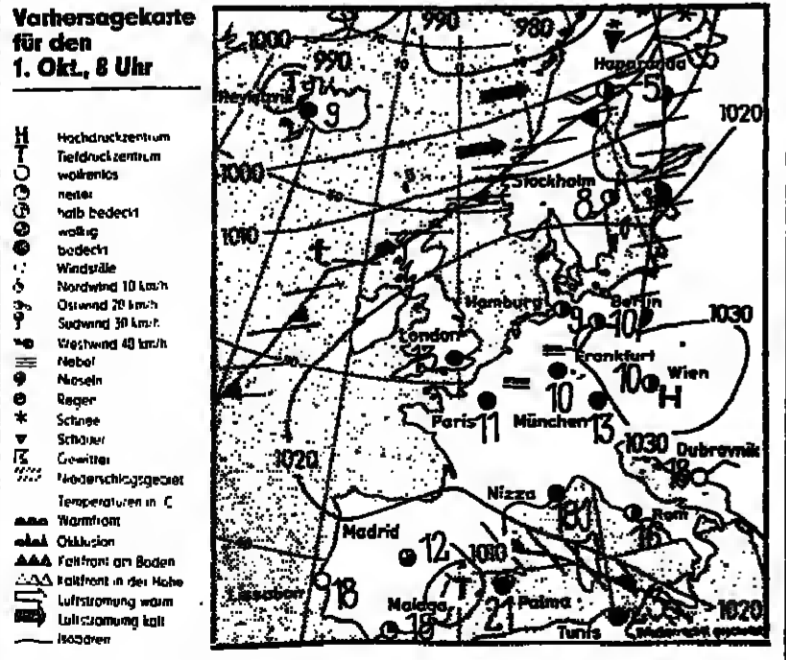 Vorhersagekarte
für den
1. Okt., 8 Uhr
H Hochdruckzentrum
T Tiefdruckzentrum
wolkenlos
heiter
halb bedeckt
wolkig
bedeckt
Windstille
Nordwind 10 km/h
Ostwind 20 km/h
Südwind 30 km/h
Westwind 40 km/h
Nebel
Nieseln
Regen
Schnee
Schauer
Gewitter
Niederschlagsgebiet
Temperaturen in C
Warmfront
Okklusion
Kaltfront am Boden
Kaltfront in der Höhe
Luftströmung warm
Luftströmung kalt
Isobaren
990
980
1000
990
T
Haparanda
5
Reykjavik
9
1020
1000
Stockholm
8
1010
Hamburg
9
Berlin
10
1030
London
Frankfurt
10
10
Wien
H
Paris
11
München
13
1030
Dubrovnik
1020
Nizza
Rom
16
Madrid
12
1010
T
Lissabon
18
Malaga
18
21
Palma
Tunis
1020